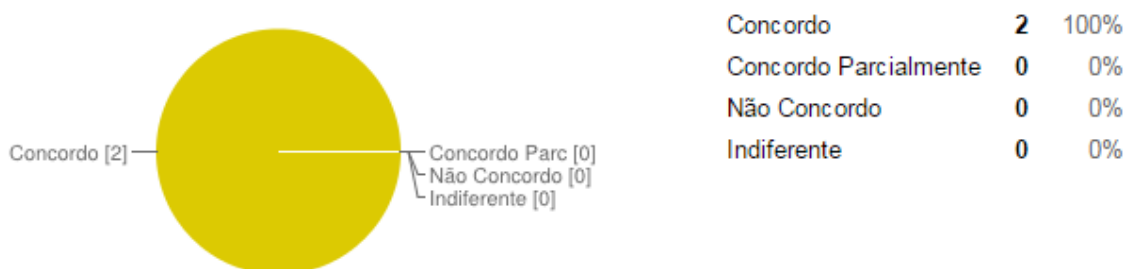 Concordo [2]
Concordo Parc [0]
Não Concordo [0]
Indiferente [0]
Concordo 2 100%
Concordo Parcialmente 0 0%
Não Concordo 0 0%
Indiferente 0 0%